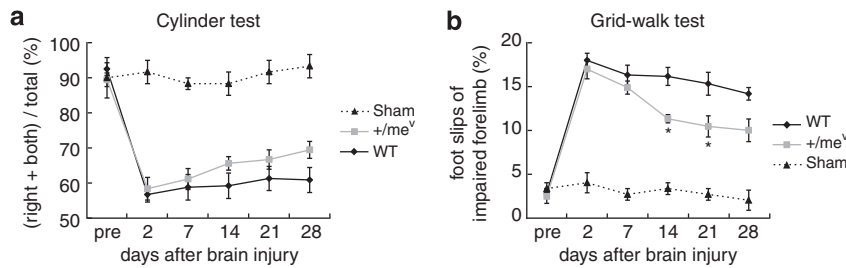 a
Cylinder test
(right + both) / total (%)
100
90
80
70
60
50
pre
2
7
14
21
28
days after brain injury
Sham
+/meᵛ
WT
b
Grid-walk test
foot slips of
impaired forelimb (%)
20
15
10
5
0
*
*
pre
2
7
14
21
28
days after brain injury
WT
+/meᵛ
Sham